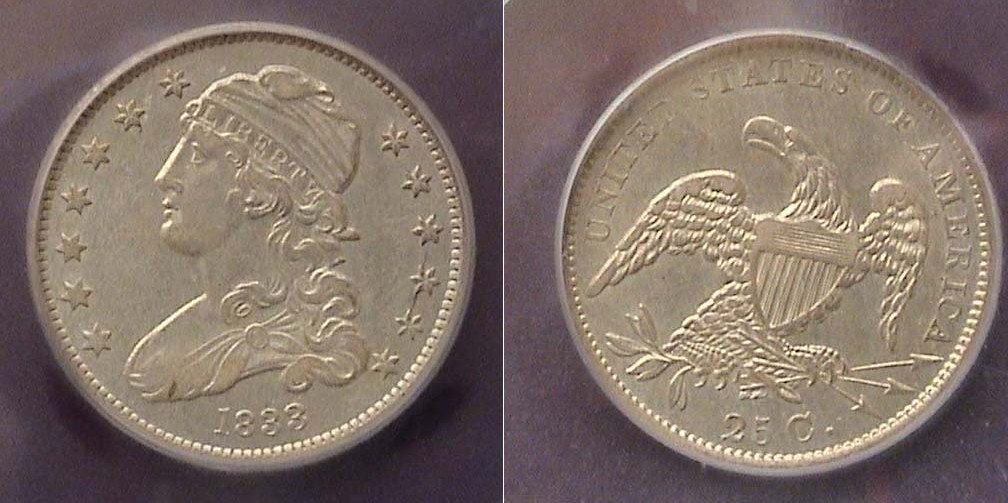 LIBERTY
1833
UNITED STATES OF AMERICA
25 C.